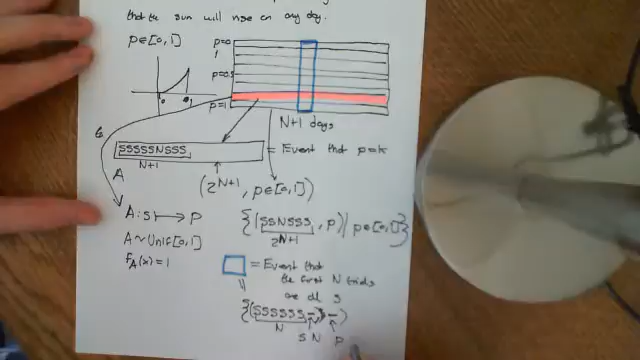 that the sun will rise on any day.
p∈[0,1]
p=0
p=0.5
p=1
N+1 days
SSSSSNSSS
= Event that p=k
N+1
A
(2^{N+1}, p∈[0,1])
A: s ↦ P
{(SSNSSS, P) | p∈[0,1]}
2^{N+1}
A ~ Unif[0,1]
f_A(x) = 1
= Event that
the first N trials
are all S
{(SSSSSS _ , _ )
N
S N P